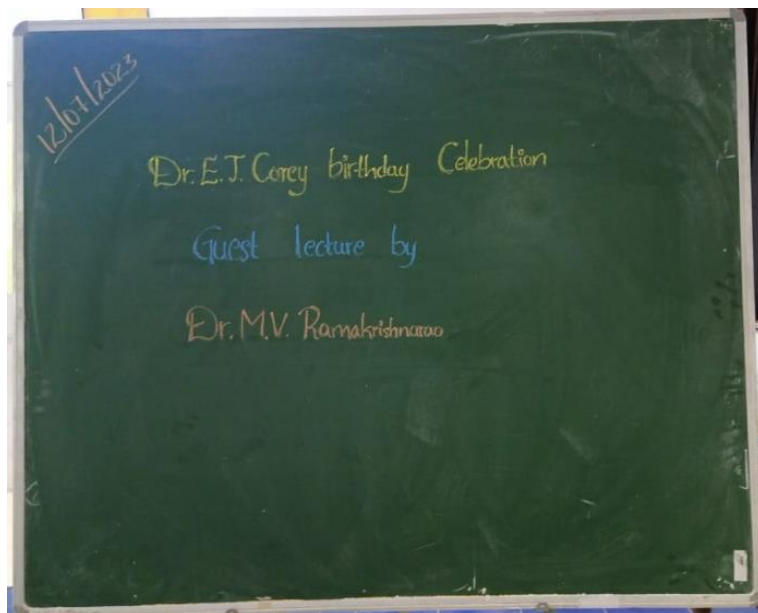 12/07/2023
Dr. E.J. Corey birthday Celebration
Guest lecture by
Dr. M.V. Ramakrishnarao